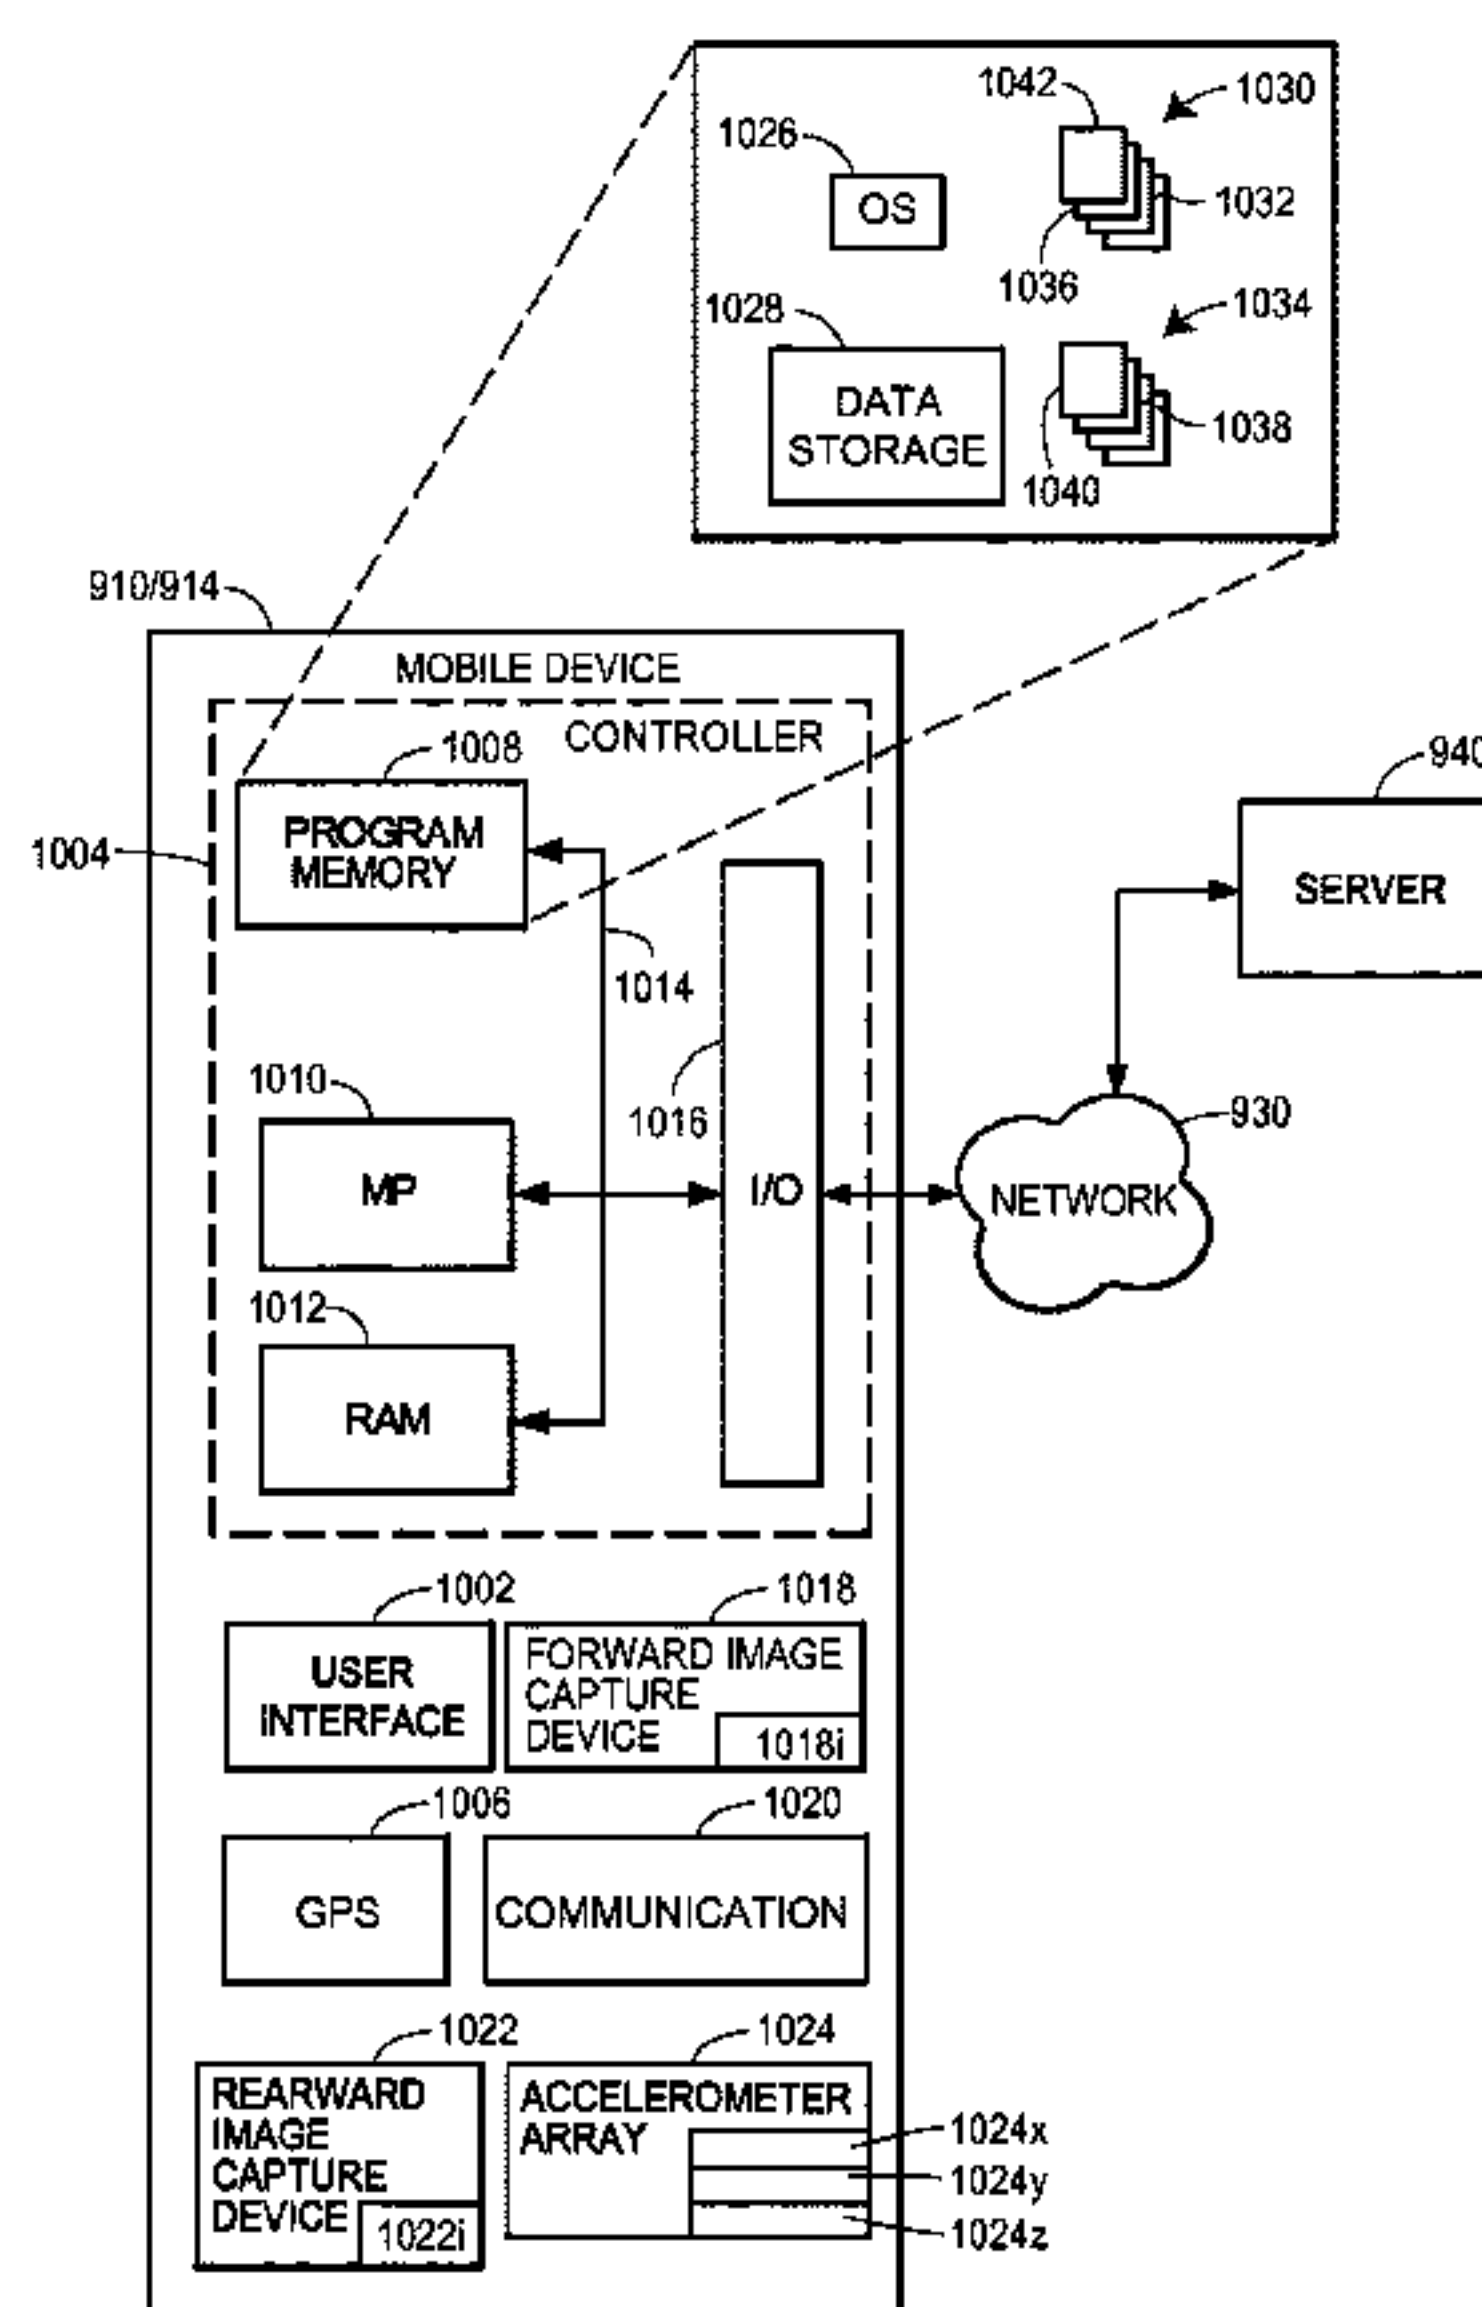 1042
1030
1026
OS
1032
1036
1028
1034
DATA
STORAGE
1038
1040
910/914
MOBILE DEVICE
CONTROLLER
1008
940
PROGRAM
MEMORY
1004
SERVER
1014
1010
1016
930
MP
I/O
NETWORK
1012
RAM
1002
1018
USER
INTERFACE
FORWARD IMAGE
CAPTURE
DEVICE
1018i
1006
1020
GPS
COMMUNICATION
1022
1024
REARWARD
IMAGE
CAPTURE
DEVICE
1022i
ACCELEROMETER
ARRAY
1024x
1024y
1024z